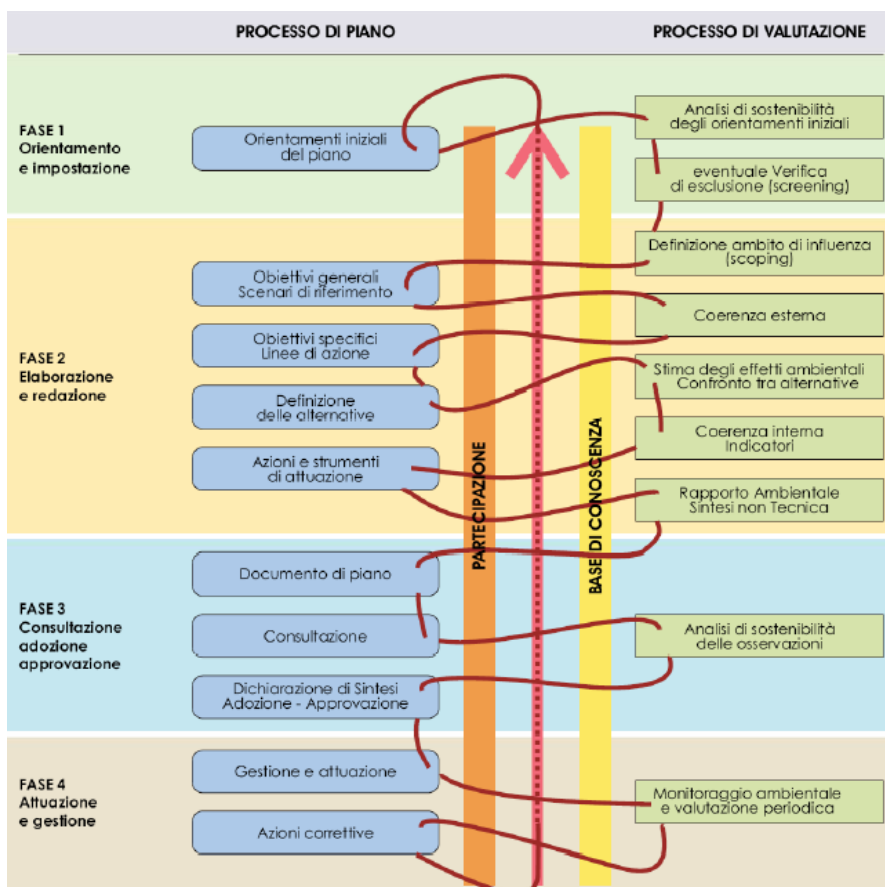 PROCESSO DI PIANO
PROCESSO DI VALUTAZIONE
FASE 1
Orientamento
e impostazione
Orientamenti iniziali
del piano
Analisi di sostenibilità
degli orientamenti iniziali
eventuale Verifica
di esclusione (screening)
FASE 2
Elaborazione
e redazione
Obiettivi generali
Scenari di riferimento
Obiettivi specifici
Linee di azione
Definizione
delle alternative
Azioni e strumenti
di attuazione
PARTECIPAZIONE
BASE DI CONOSCENZA
Definizione ambito di influenza
(scoping)
Coerenza esterna
Stima degli effetti ambientali
Confronto tra alternative
Coerenza interna
Indicatori
Rapporto Ambientale
Sintesi non Tecnica
FASE 3
Consultazione
adozione
approvazione
Documento di piano
Consultazione
Dichiarazione di Sintesi
Adozione - Approvazione
Analisi di sostenibilità
delle osservazioni
FASE 4
Attuazione
e gestione
Gestione e attuazione
Azioni correttive
Monitoraggio ambientale
e valutazione periodica